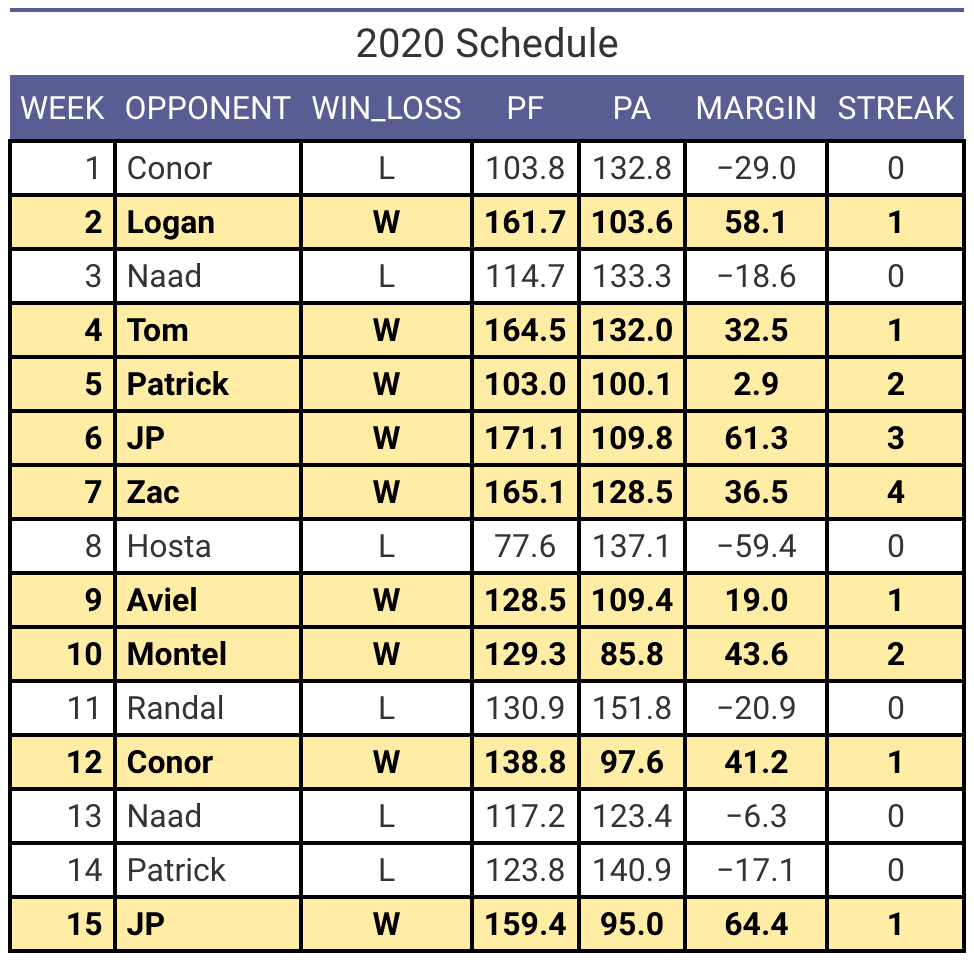 2020 Schedule
WEEK OPPONENT WIN_LOSS PF PA MARGIN STREAK
1 Conor L 103.8 132.8 −29.0 0
2 Logan W 161.7 103.6 58.1 1
3 Naad L 114.7 133.3 −18.6 0
4 Tom W 164.5 132.0 32.5 1
5 Patrick W 103.0 100.1 2.9 2
6 JP W 171.1 109.8 61.3 3
7 Zac W 165.1 128.5 36.5 4
8 Hosta L 77.6 137.1 −59.4 0
9 Aviel W 128.5 109.4 19.0 1
10 Montel W 129.3 85.8 43.6 2
11 Randal L 130.9 151.8 −20.9 0
12 Conor W 138.8 97.6 41.2 1
13 Naad L 117.2 123.4 −6.3 0
14 Patrick L 123.8 140.9 −17.1 0
15 JP W 159.4 95.0 64.4 1